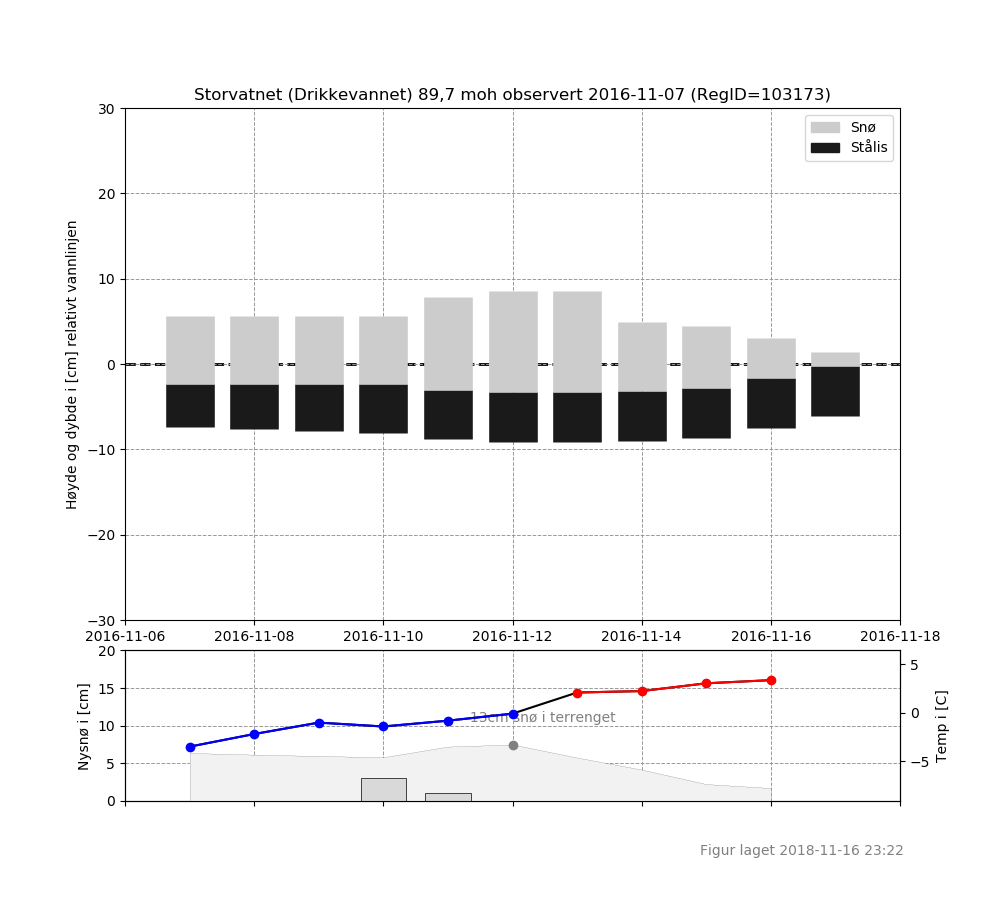 Storvatnet (Drikkevannet) 89,7 moh observert 2016-11-07 (RegID=103173)
Snø
Stålis
Høyde og dybde i [cm] relativt vannlinjen
30
20
10
0
−10
−20
−30
2016-11-06 2016-11-08 2016-11-10 2016-11-12 2016-11-14 2016-11-16 2016-11-18
Nysnø i [cm]
20
15
10
5
0
13cm snø i terrenget
5
0
−5
Temp i [C]
Figur laget 2018-11-16 23:22